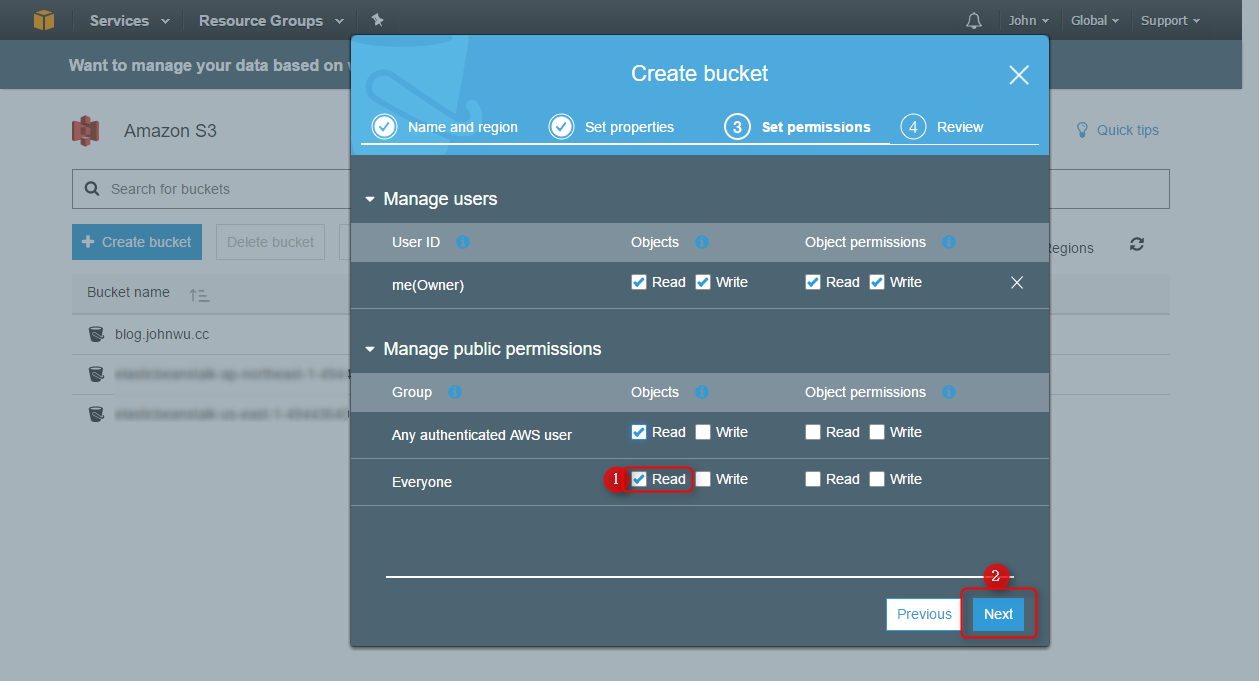 Services Resource Groups John Global Support
Want to manage your data based on
Create bucket
Name and region Set properties 3 Set permissions 4 Review
Amazon S3
Quick tips
Search for buckets
Manage users
Create bucket Delete bucket
User ID Objects Object permissions
Regions
me(Owner) Read Write Read Write
Bucket name
blog.johnwu.cc
Manage public permissions
Group Objects Object permissions
Any authenticated AWS user Read Write Read Write
Everyone 1 Read Write Read Write
2
Previous Next